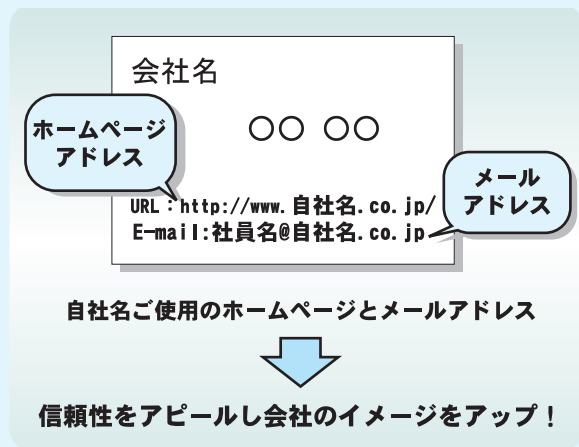 会社名
○○ ○○
ホームページ
アドレス
メール
アドレス
URL：http://www.自社名.co.jp/
E-mail:社員名@自社名.co.jp
自社名ご使用のホームページとメールアドレス
信頼性をアピールし会社のイメージをアップ！